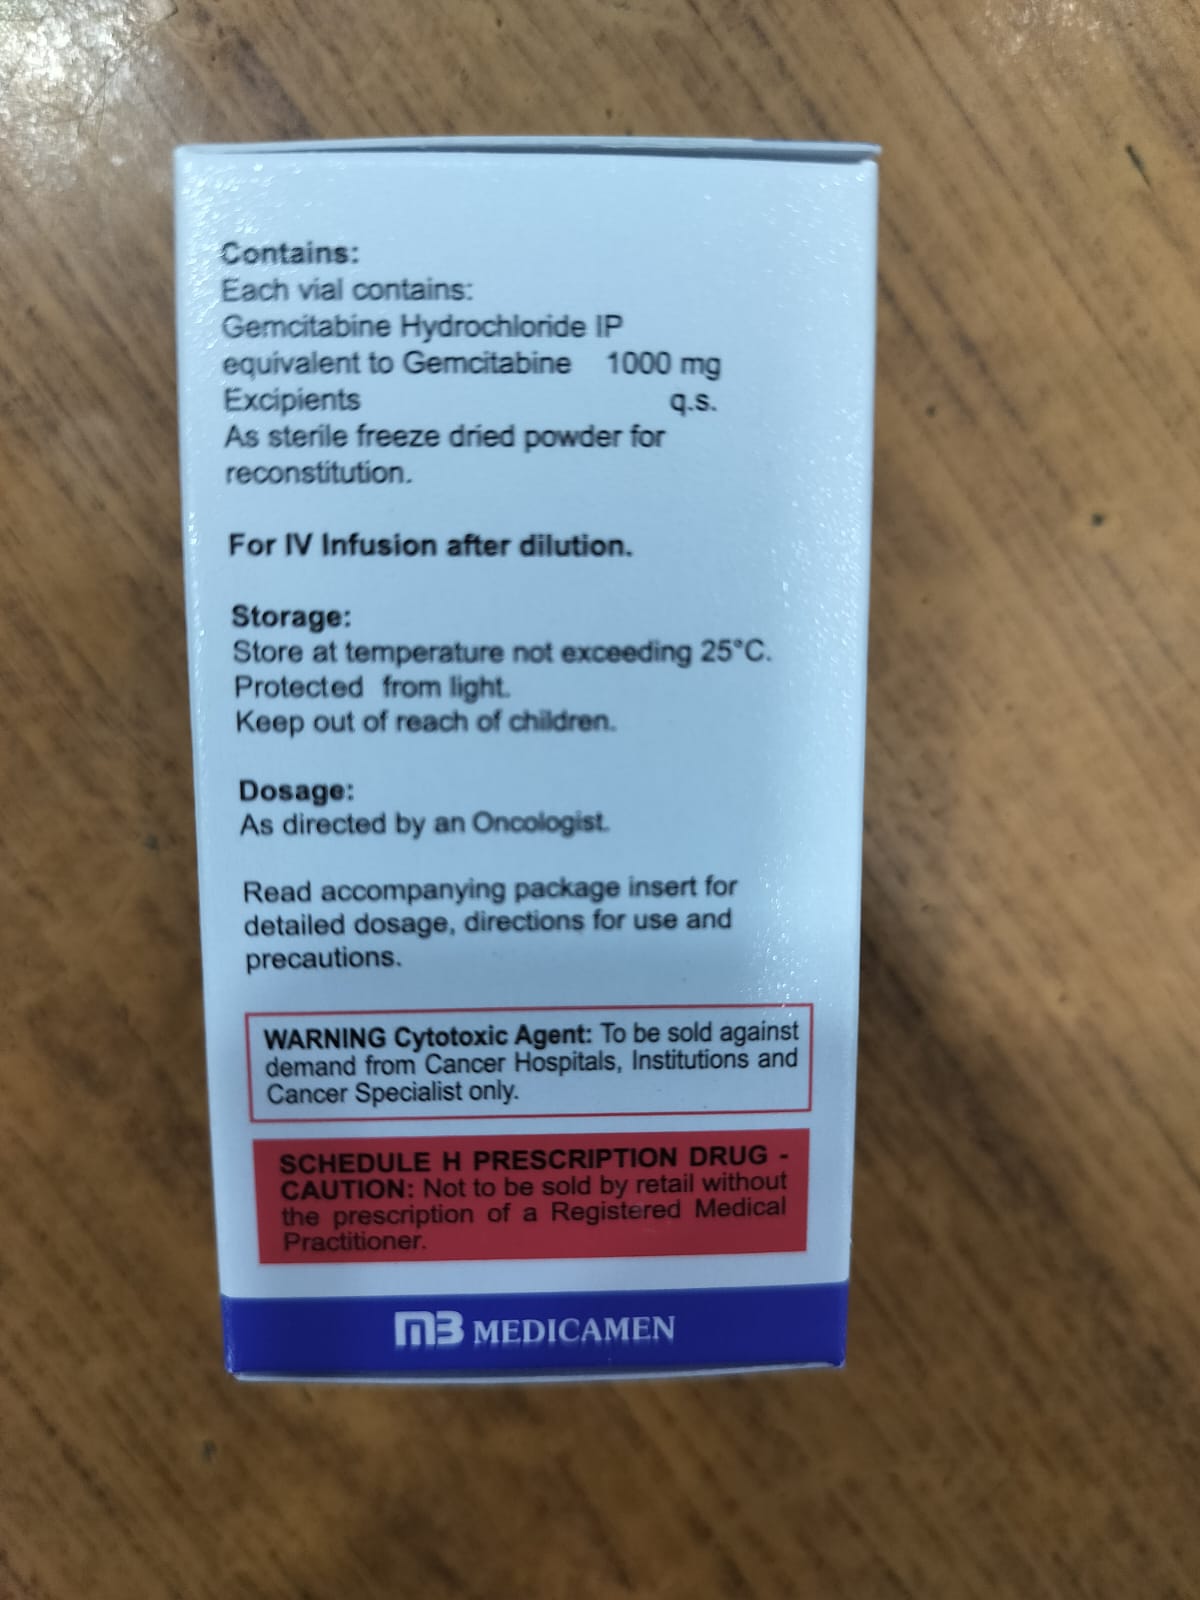 Contains:
Each vial contains:
Gemcitabine Hydrochloride IP
equivalent to Gemcitabine 1000 mg
Excipients q.s.
As sterile freeze dried powder for
reconstitution.
For IV Infusion after dilution.
Storage:
Store at temperature not exceeding 25°C.
Protected from light.
Keep out of reach of children.
Dosage:
As directed by an Oncologist.
Read accompanying package insert for
detailed dosage, directions for use and
precautions.
WARNING Cytotoxic Agent: To be sold against
demand from Cancer Hospitals, Institutions and
Cancer Specialist only.
SCHEDULE H PRESCRIPTION DRUG -
CAUTION: Not to be sold by retail without
the prescription of a Registered Medical
Practitioner.
MB MEDICAMEN